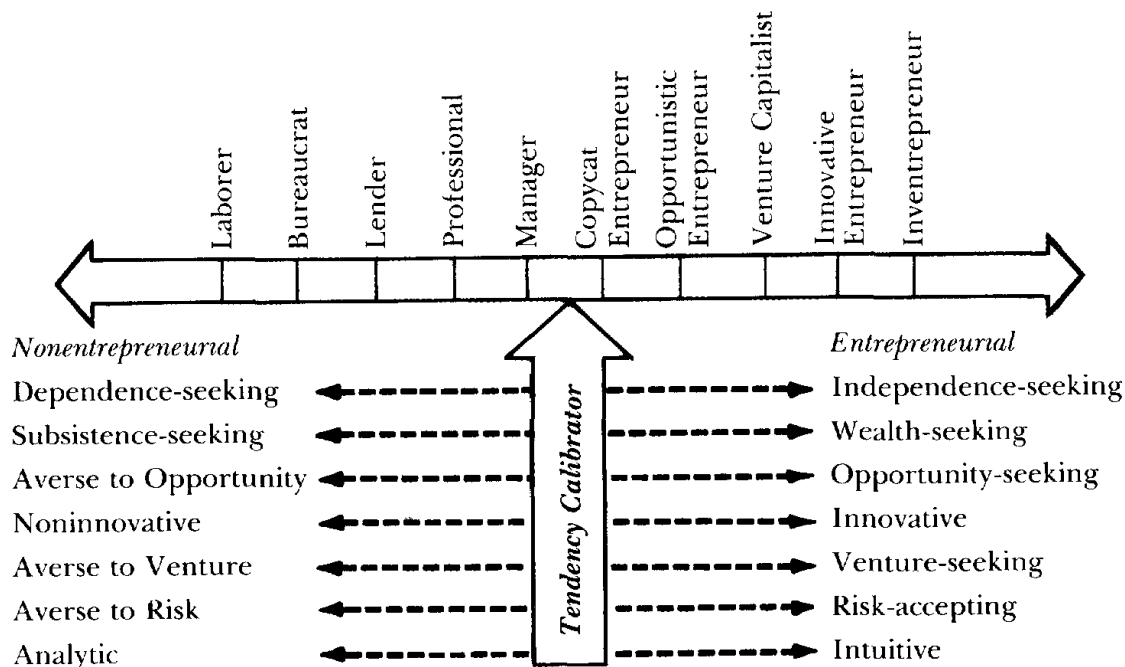 Laborer
Bureaucrat
Lender
Professional
Manager
Copycat
Entrepreneur
Opportunistic
Entrepreneur
Venture Capitalist
Innovative
Entrepreneur
Inventrepreneur
Nonentrepreneurial
Entrepreneurial
Dependence-seeking
Independence-seeking
Subsistence-seeking
Wealth-seeking
Averse to Opportunity
Opportunity-seeking
Noninnovative
Innovative
Averse to Venture
Venture-seeking
Averse to Risk
Risk-accepting
Analytic
Intuitive
Tendency Calibrator